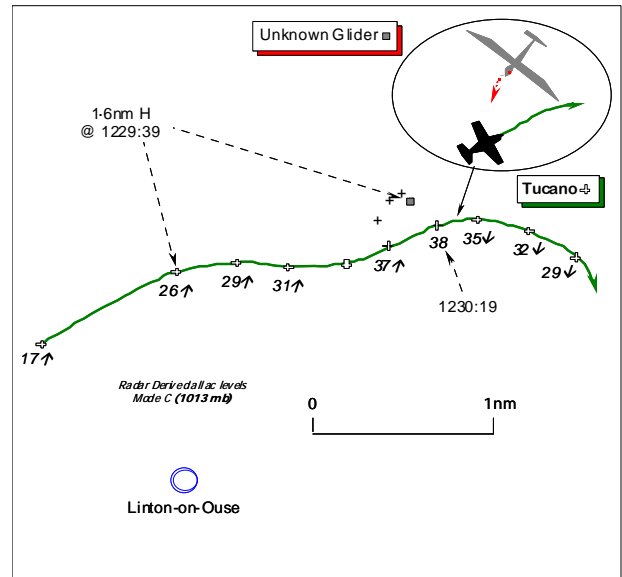 Unknown Glider
1·6nm H
@ 1229:39
Tucano
38
35↓
32↓
29↓
37↑
31↑
29↑
26↑
17↑
1230:19
Radar Derived all ac levels
Mode C (1013 mb)
0
1nm
Linton-on-Ouse